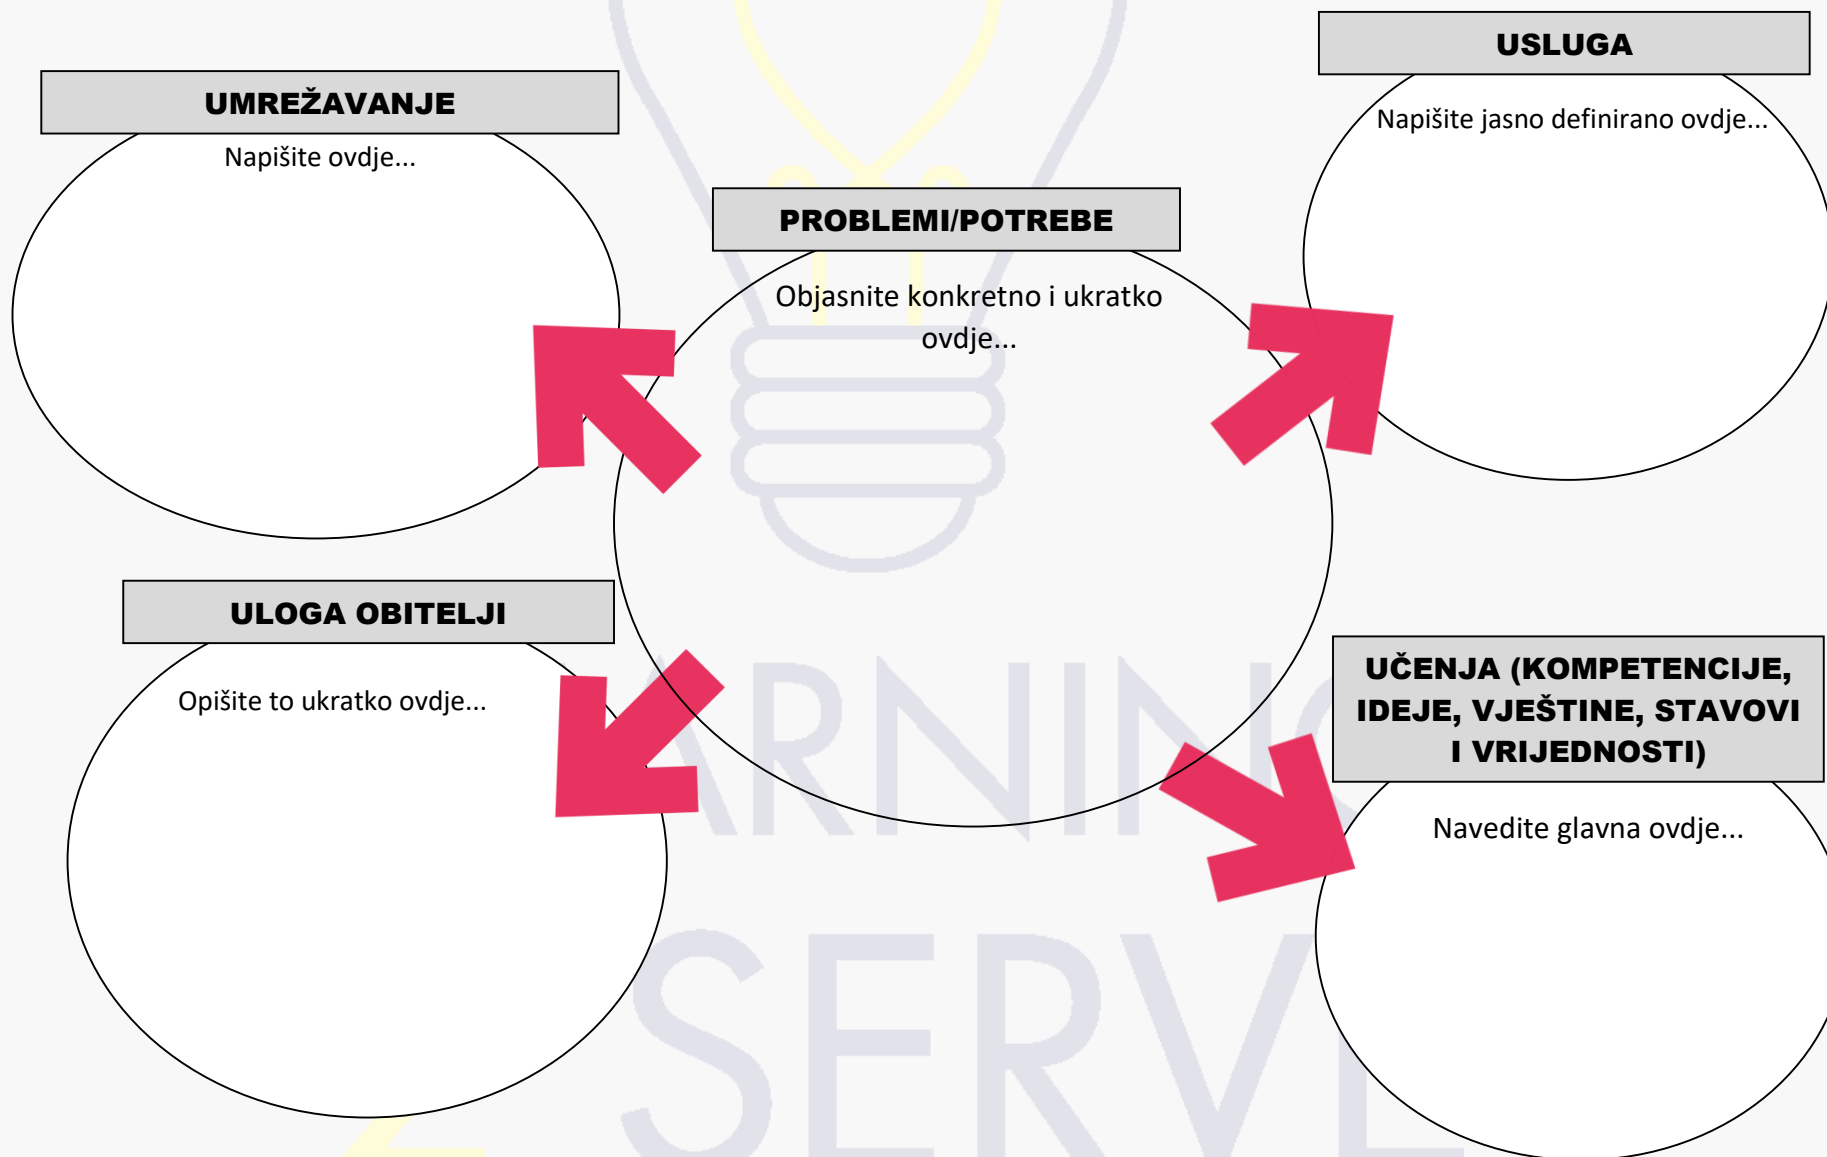 UMREŽAVANJE
Napišite ovdje...
USLUGA
Napišite jasno definirano ovdje...
PROBLEMI/POTREBE
Objasnite konkretno i ukratko
ovdje...
ULOGA OBITELJI
Opišite to ukratko ovdje...
UČENJA (KOMPETENCIJE,
IDEJE, VJEŠTINE, STAVOVI
I VRIJEDNOSTI)
Navedite glavna ovdje...